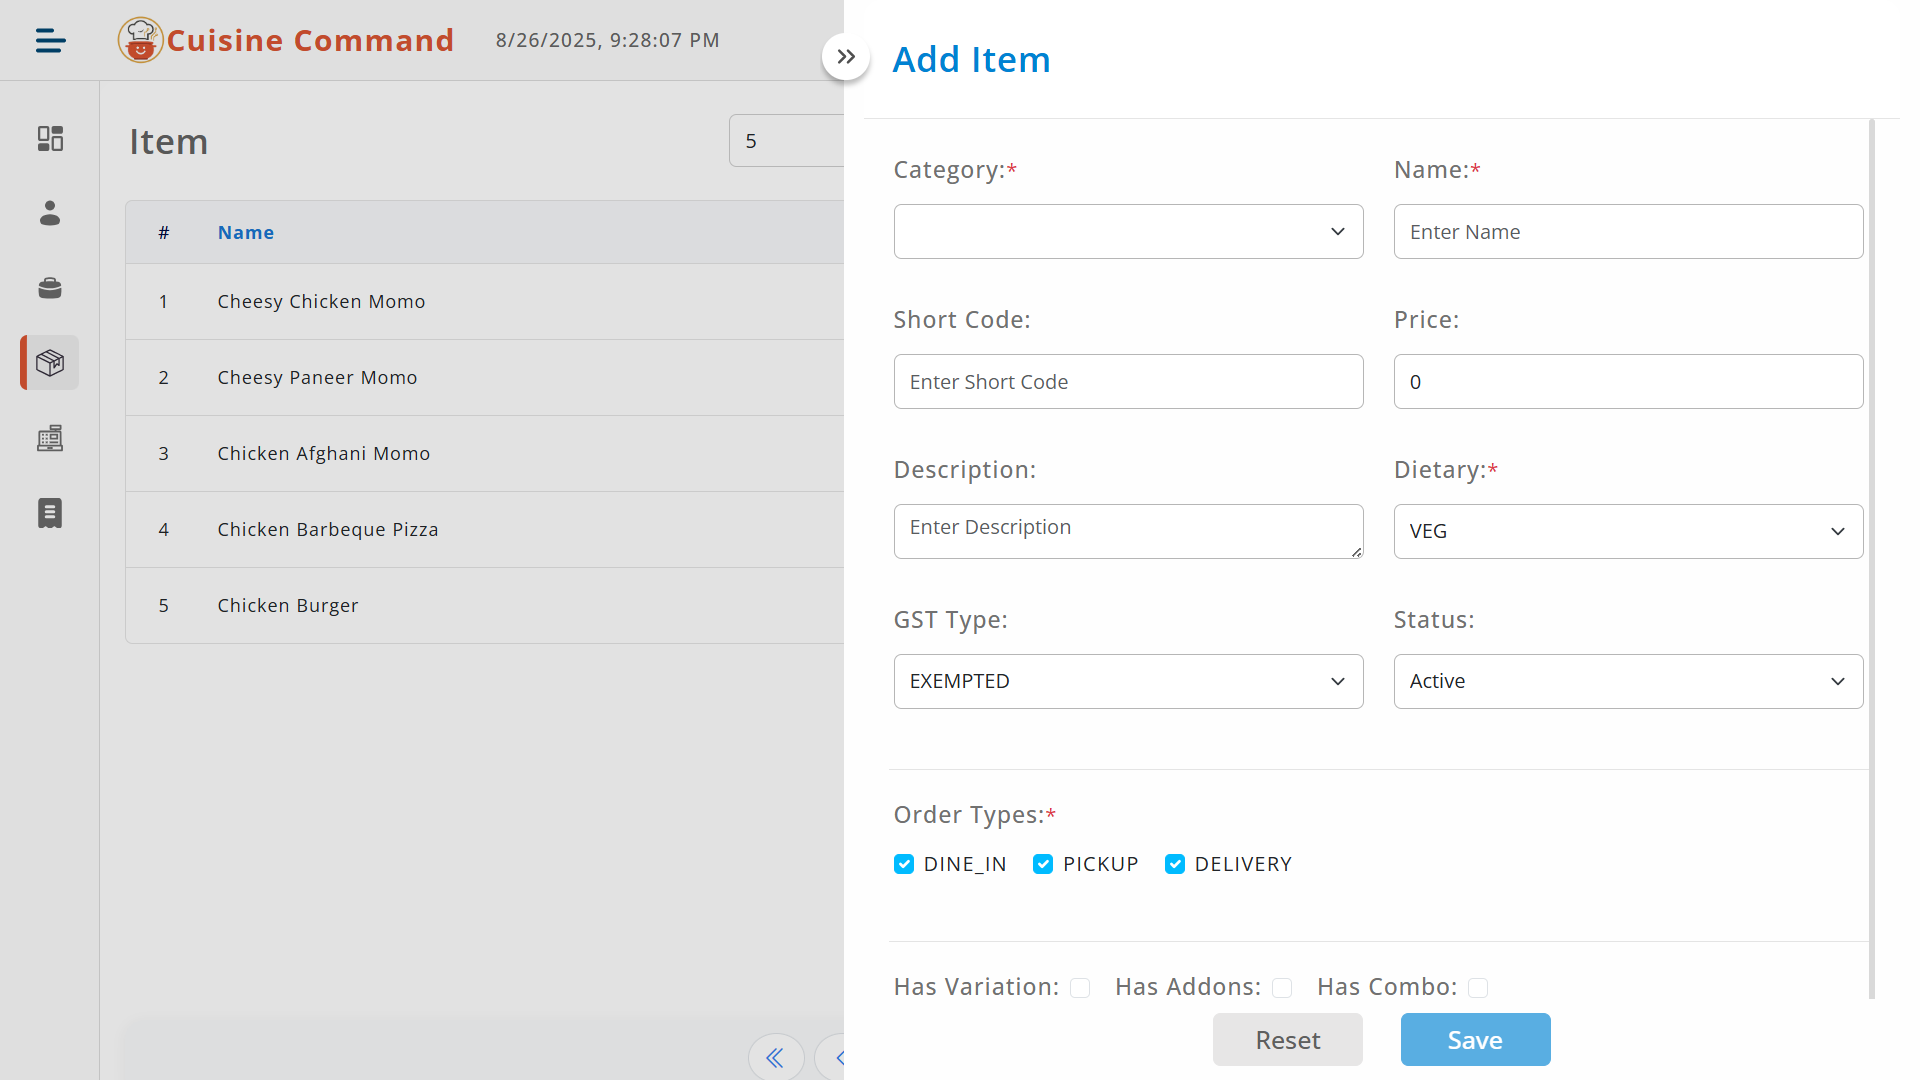 Cuisine Command
8/26/2025, 9:28:07 PM
Item
5
# Name
1 Cheesy Chicken Momo
2 Cheesy Paneer Momo
3 Chicken Afghani Momo
4 Chicken Barbeque Pizza
5 Chicken Burger
Add Item
Category:* Name:*
Enter Name
Short Code: Price:
Enter Short Code 0
Description: Dietary:*
Enter Description VEG
GST Type: Status:
EXEMPTED Active
Order Types:*
DINE_IN PICKUP DELIVERY
Has Variation: Has Addons: Has Combo:
Reset Save